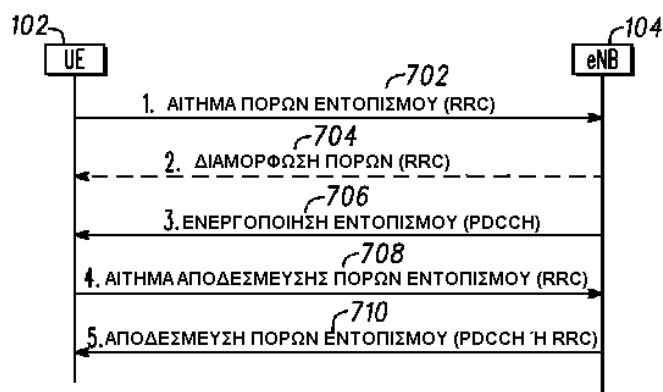 102
104
UE
eNB
702
1. ΑΙΤΗΜΑ ΠΟΡΩΝ ΕΝΤΟΠΙΣΜΟΥ (RRC)
704
2. ΔΙΑΜΟΡΦΩΣΗ ΠΟΡΩΝ (RRC)
706
3. ΕΝΕΡΓΟΠΟΙΗΣΗ ΕΝΤΟΠΙΣΜΟΥ (PDCCH)
708
4. ΑΙΤΗΜΑ ΑΠΟΔΕΣΜΕΥΣΗΣ ΠΟΡΩΝ ΕΝΤΟΠΙΣΜΟΥ (RRC)
710
5. ΑΠΟΔΕΣΜΕΥΣΗ ΠΟΡΩΝ ΕΝΤΟΠΙΣΜΟΥ (PDCCH Ή RRC)